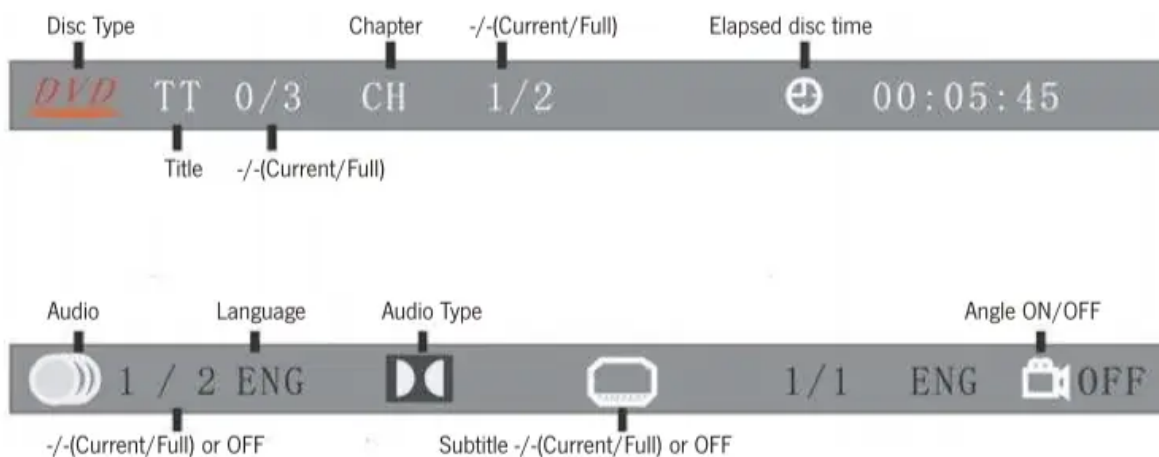 Disc Type Chapter -/-(Current/Full) Elapsed disc time
DVD TT 0/3 CH 1/2 00:05:45
Title -/-(Current/Full)
Audio Language Audio Type Angle ON/OFF
1 / 2 ENG 1/1 ENG OFF
-/-(Current/Full) or OFF Subtitle -/-(Current/Full) or OFF